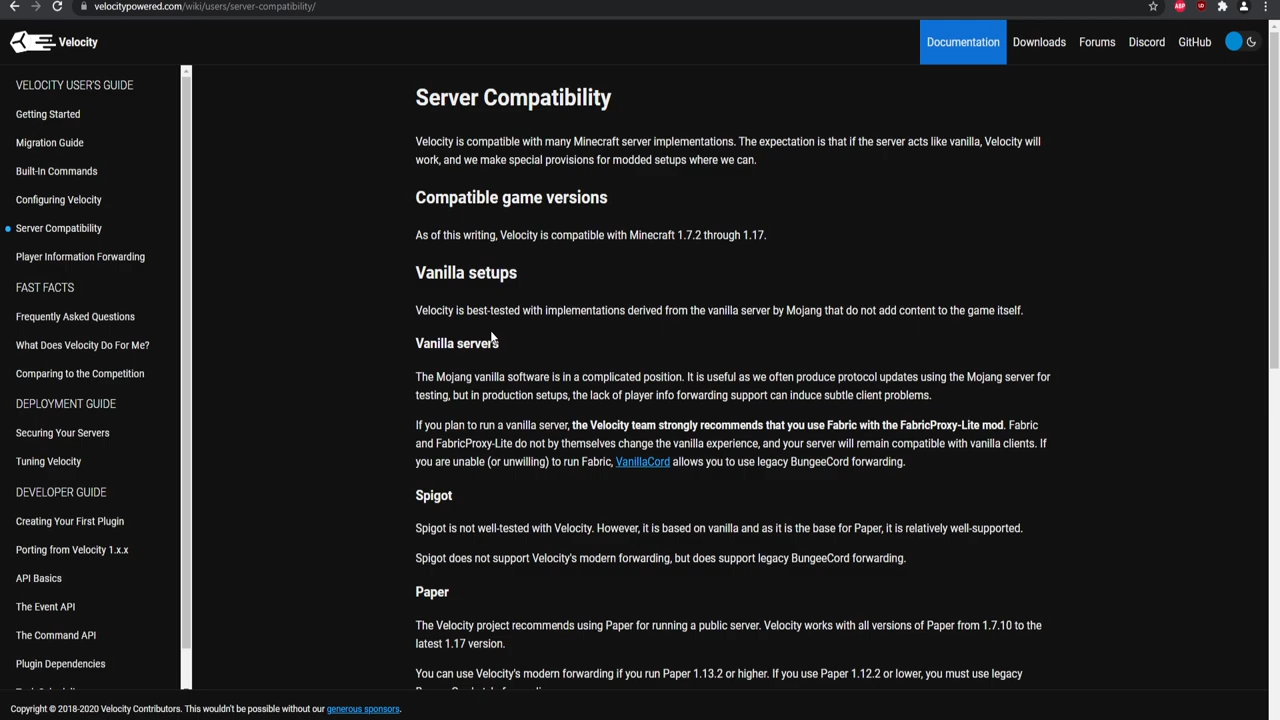 velocitypowered.com/wiki/users/server-compatibility/
Velocity
Documentation
Downloads
Forums
Discord
GitHub
VELOCITY USER'S GUIDE
Getting Started
Migration Guide
Built-In Commands
Configuring Velocity
Server Compatibility
Player Information Forwarding
FAST FACTS
Frequently Asked Questions
What Does Velocity Do For Me?
Comparing to the Competition
DEPLOYMENT GUIDE
Securing Your Servers
Tuning Velocity
DEVELOPER GUIDE
Creating Your First Plugin
Porting from Velocity 1.x.x
API Basics
The Event API
The Command API
Plugin Dependencies
Server Compatibility
Velocity is compatible with many Minecraft server implementations. The expectation is that if the server acts like vanilla, Velocity will
work, and we make special provisions for modded setups where we can.
Compatible game versions
As of this writing, Velocity is compatible with Minecraft 1.7.2 through 1.17.
Vanilla setups
Velocity is best-tested with implementations derived from the vanilla server by Mojang that do not add content to the game itself.
Vanilla servers
The Mojang vanilla software is in a complicated position. It is useful as we often produce protocol updates using the Mojang server for
testing, but in production setups, the lack of player info forwarding support can induce subtle client problems.
If you plan to run a vanilla server, the Velocity team strongly recommends that you use Fabric with the FabricProxy-Lite mod. Fabric
and FabricProxy-Lite do not by themselves change the vanilla experience, and your server will remain compatible with vanilla clients. If
you are unable (or unwilling) to run Fabric, VanillaCord allows you to use legacy BungeeCord forwarding.
Spigot
Spigot is not well-tested with Velocity. However, it is based on vanilla and as it is the base for Paper, it is relatively well-supported.
Spigot does not support Velocity's modern forwarding, but does support legacy BungeeCord forwarding.
Paper
The Velocity project recommends using Paper for running a public server. Velocity works with all versions of Paper from 1.7.10 to the
latest 1.17 version.
You can use Velocity's modern forwarding if you run Paper 1.13.2 or higher. If you use Paper 1.12.2 or lower, you must use legacy
Copyright © 2018-2020 Velocity Contributors. This wouldn't be possible without our generous sponsors.